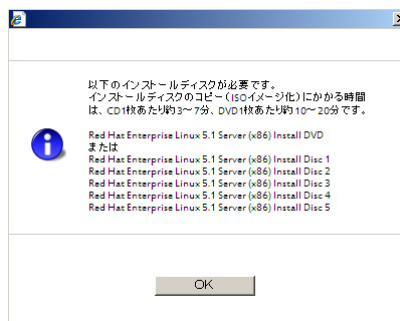 以下のインストールディスクが必要です。
インストールディスクのコピー(ISOイメージ化)にかかる時間
は、CD1枚あたり約3～7分、DVD1枚あたり約10～20分です。
Red Hat Enterprise Linux 5.1 Server (x86) Install DVD
または
Red Hat Enterprise Linux 5.1 Server (x86) Install Disc 1
Red Hat Enterprise Linux 5.1 Server (x86) Install Disc 2
Red Hat Enterprise Linux 5.1 Server (x86) Install Disc 3
Red Hat Enterprise Linux 5.1 Server (x86) Install Disc 4
Red Hat Enterprise Linux 5.1 Server (x86) Install Disc 5
OK